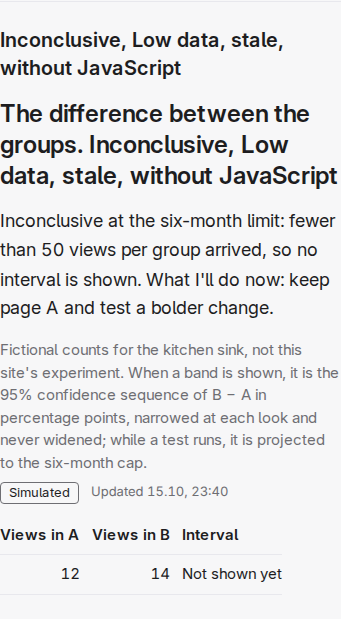 Inconclusive, Low data, stale,
without JavaScript
The difference between the
groups. Inconclusive, Low
data, stale, without JavaScript
Inconclusive at the six-month limit: fewer
than 50 views per group arrived, so no
interval is shown. What I'll do now: keep
page A and test a bolder change.
Fictional counts for the kitchen sink, not this
site's experiment. When a band is shown, it is the
95% confidence sequence of B − A in
percentage points, narrowed at each look and
never widened; while a test runs, it is projected
to the six-month cap.
Simulated Updated 15.10, 23:40
Views in A Views in B Interval
12 14 Not shown yet